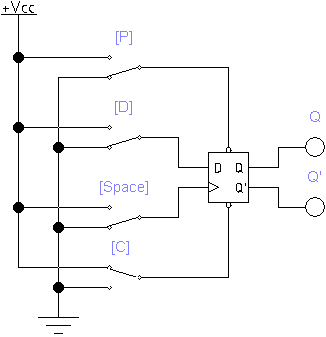 +Vcc
[P]
[D]
D Q
Q
Q'
Q'
[Space]
[C]